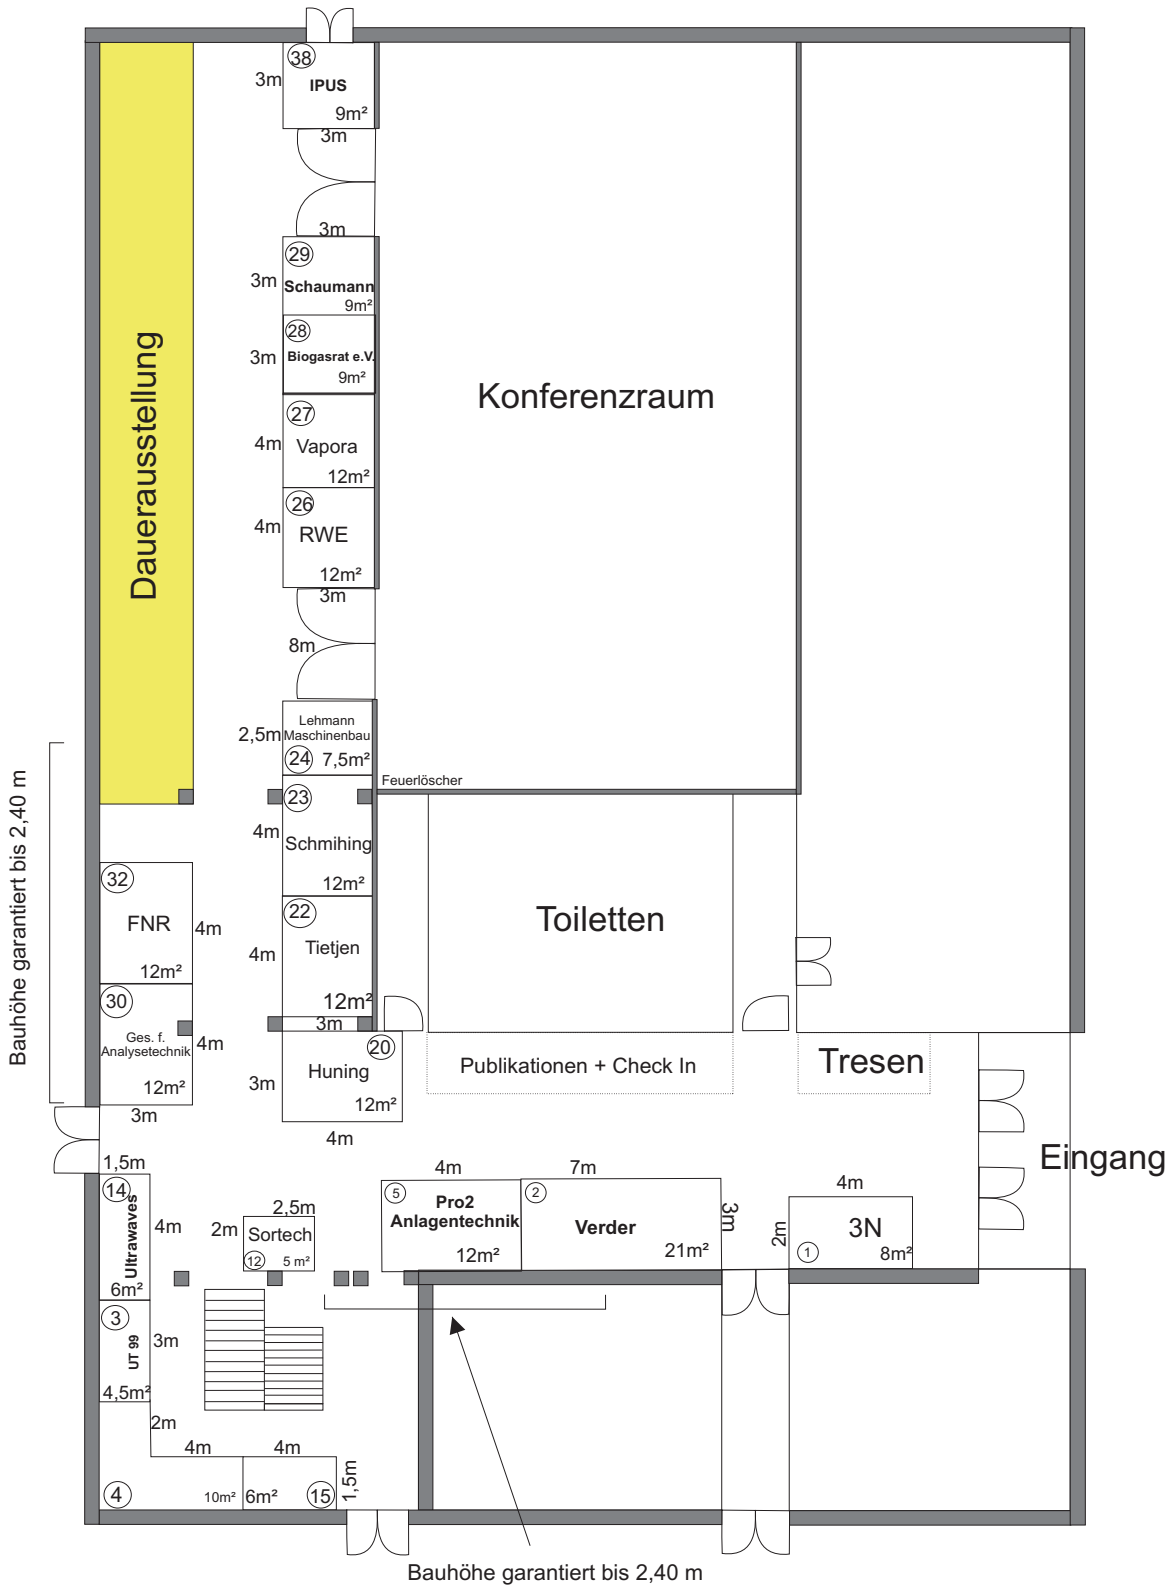 38
3m
IPUS
9m²
3m
3m
29
3m
Schaumann
9m²
28
3m
Biogasrat e.V.
9m²
27
4m
Vapora
12m²
26
4m
RWE
12m²
3m
8m
Dauerausstellung
Konferenzraum
Lehmann
2,5m
Maschinenbau
24
7,5m²
Feuerlöscher
23
4m
Schmihing
12m²
Bauhöhe garantiert bis 2,40 m
32
FNR
4m
12m²
22
4m
Tietjen
12m²
3m
Toiletten
30
Ges. f.
Analysetechnik
4m
12m²
3m
20
Huning
3m
12m²
4m
Publikationen + Check In
Tresen
Eingang
1,5m
14
Ultrawaves
4m
6m²
2,5m
2m
Sortech
12
5 m²
4m
5
Pro2
Anlagentechnik
12m²
7m
2
Verder
21m²
3m
4m
2m
3N
1
8m²
3
UT 99
3m
4,5m²
2m
4m
4m
4
10m²
6m²
15
1,5m
Bauhöhe garantiert bis 2,40 m